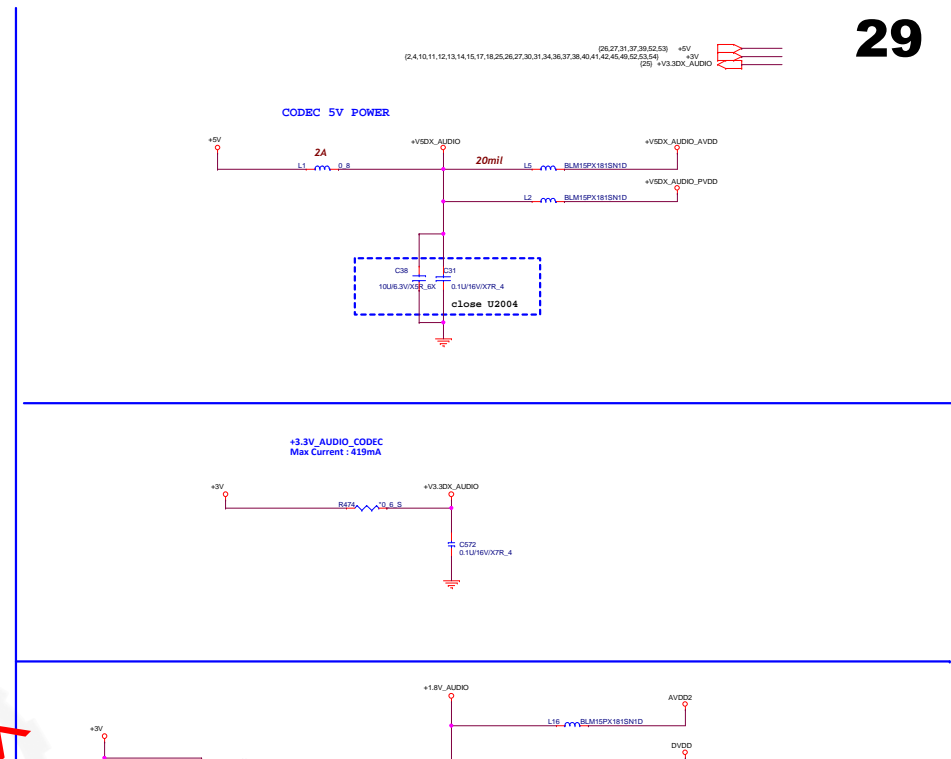 29
(26,27,31,37,39,52,53) +5V
(2,4,10,11,12,13,14,15,17,18,25,26,27,30,31,34,36,37,38,40,41,42,45,49,52,53,54) +3V
(25) +V3.3DX_AUDIO
CODEC 5V POWER
+5V
+V5DX_AUDIO
+V5DX_AUDIO_AVDD
2A
20mil
L1 0_8
L5 BLM15PX181SN1D
+V5DX_AUDIO_PVDD
L2 BLM15PX181SN1D
C38 C31
10U/6.3V/X5R_6X 0.1U/16V/X7R_4
close U2004
+3.3V_AUDIO_CODEC
Max Current : 419mA
+3V
+V3.3DX_AUDIO
R474 *0_6_S
C572
0.1U/16V/X7R_4
+1.8V_AUDIO
AVDD2
L16 BLM15PX181SN1D
+3V
DVDD